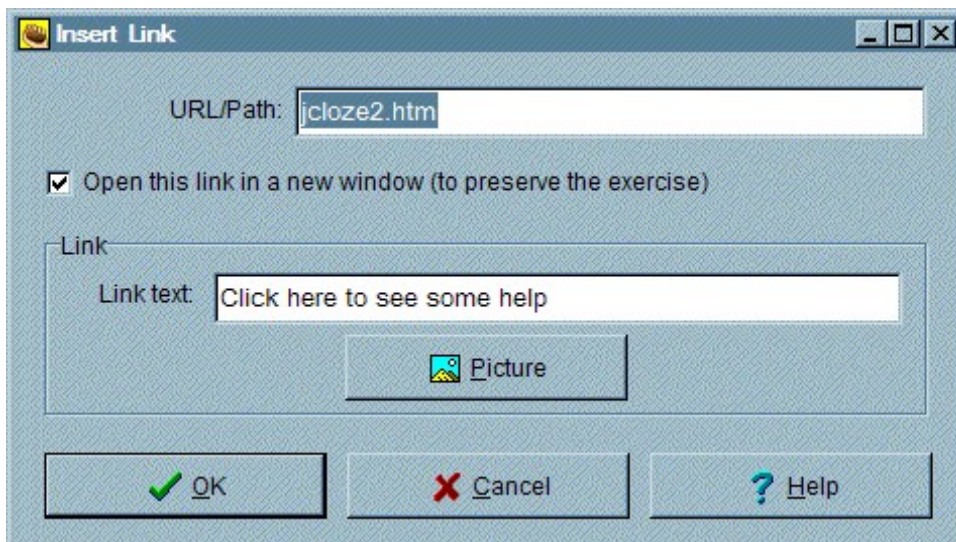 Insert Link
URL/Path: jcloze2.htm
Open this link in a new window (to preserve the exercise)
Link
Link text: Click here to see some help
Picture
OK Cancel Help